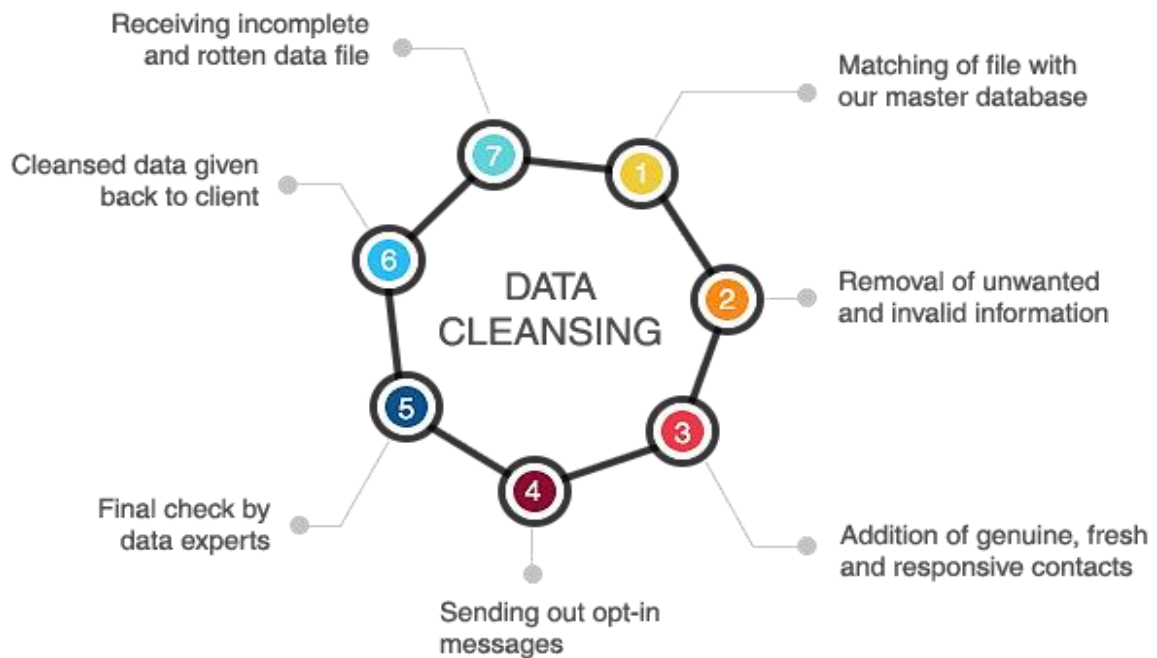 Receiving incomplete
and rotten data file
7
Matching of file with
our master database
1
Cleansed data given
back to client
6
DATA
CLEANSING
Removal of unwanted
and invalid information
2
5
Final check by
data experts
3
Addition of genuine, fresh
and responsive contacts
4
Sending out opt-in
messages